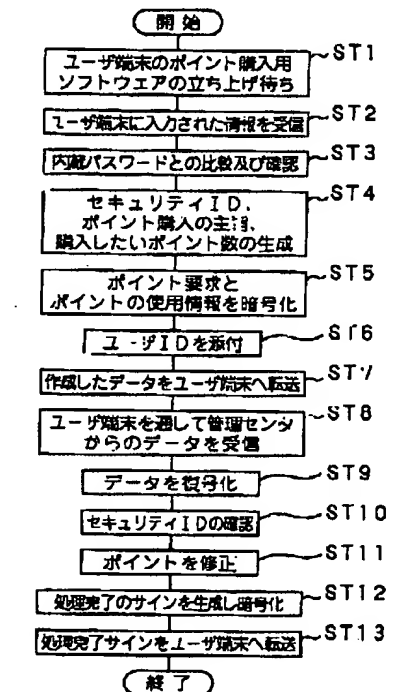 開始
ユーザ端末のポイント購入用
ソフトウェアの立ち上げ待ち
ST1
ユーザ端末に入力された情報を受信
ST2
内蔵パスワードとの比較及び確認
ST3
セキュリティID、
ポイント購入の主旨、
購入したいポイント数の生成
ST4
ポイント要求と
ポイントの使用情報を暗号化
ST5
ユーザIDを添付
ST6
作成したデータをユーザ端末へ転送
ST7
ユーザ端末を通して管理センタ
からのデータを受信
ST8
データを復号化
ST9
セキュリティIDの確認
ST10
ポイントを修正
ST11
処理完了のサインを生成し暗号化
ST12
処理完了サインをユーザ端末へ転送
ST13
終了